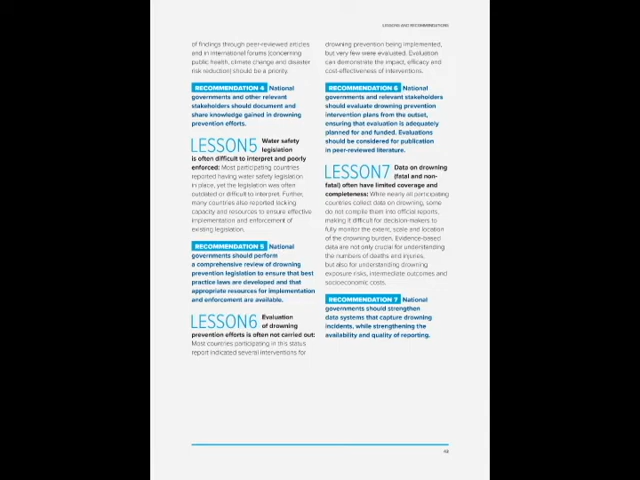 LESSONS AND RECOMMENDATIONS
of findings through peer-reviewed articles
and in international forums (concerning
public health, climate change and disaster
risk reduction) should be a priority.
RECOMMENDATION 4 National
governments and other relevant
stakeholders should document and
share knowledge gained in drowning
prevention efforts.
LESSON5 Water safety
legislation
is often difficult to interpret and poorly
enforced: Most participating countries
reported having water safety legislation
in place, yet the legislation was often
outdated or difficult to interpret. Further,
many countries also reported lacking
capacity and resources to ensure effective
implementation and enforcement of
existing legislation.
RECOMMENDATION 5 National
governments should perform
a comprehensive review of drowning
prevention legislation to ensure that best
practice laws are developed and that
appropriate resources for implementation
and enforcement are available.
LESSON6 Evaluation
of drowning
prevention efforts is often not carried out:
Most countries participating in this status
report indicated several interventions for
drowning prevention being implemented,
but very few were evaluated. Evaluation
can demonstrate the impact, efficacy and
cost-effectiveness of interventions.
RECOMMENDATION 6 National
governments and relevant stakeholders
should evaluate drowning prevention
intervention plans from the outset,
ensuring that evaluation is adequately
planned for and funded. Evaluations
should be considered for publication
in peer-reviewed literature.
LESSON7 Data on drowning
(fatal and non-
fatal) often have limited coverage and
completeness: While nearly all participating
countries collect data on drowning, some
do not compile them into official reports,
making it difficult for decision-makers to
fully monitor the extent, scale and location
of the drowning burden. Evidence-based
data are not only crucial for understanding
the numbers of deaths and injuries,
but also for understanding drowning
exposure risks, intermediate outcomes and
socioeconomic costs.
RECOMMENDATION 7 National
governments should strengthen
data systems that capture drowning
incidents, while strengthening the
availability and quality of reporting.